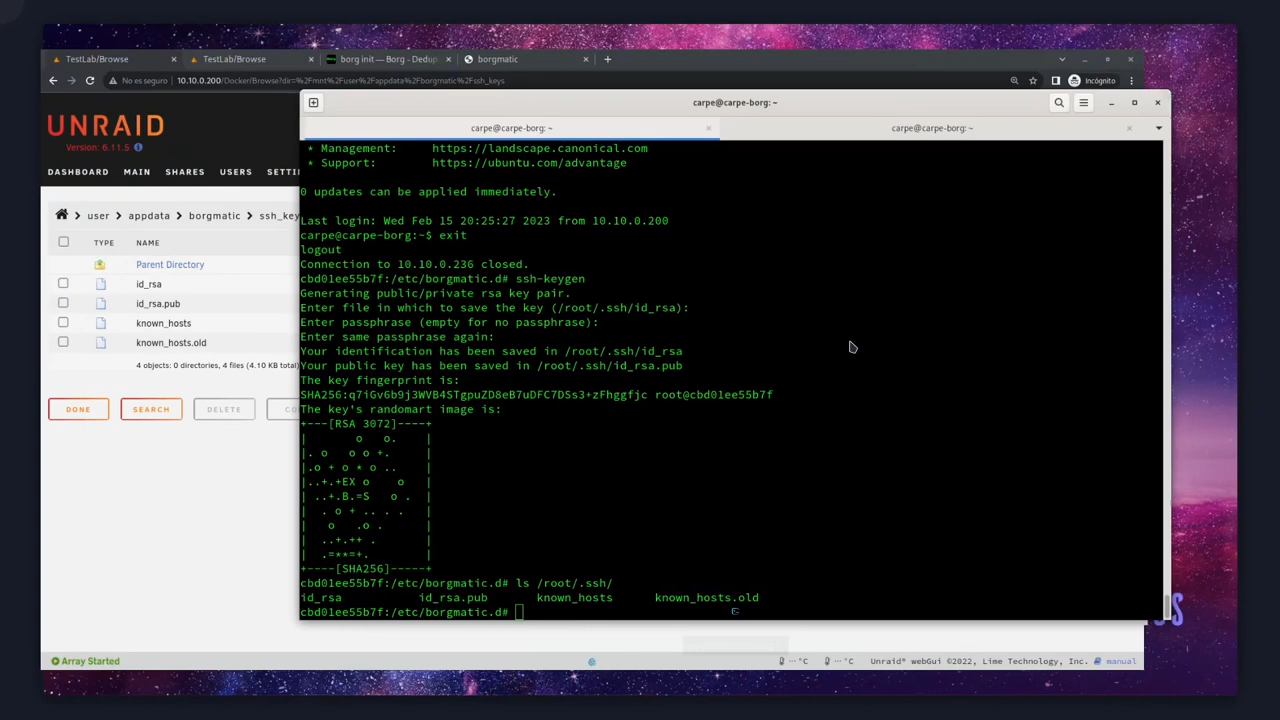 TestLab/Browse
TestLab/Browse
borg init — Borg - Dedup
borgmatic
No es seguro
10.10.0.200/Docker/Browse?dir=%2Fmnt%2Fuser%2Fappdata%2Fborgmatic%2Fssh_keys
Incógnito
UNRAID
Version: 6.11.5
DASHBOARD MAIN SHARES USERS SETTI
user > appdata > borgmatic > ssh_key
TYPE NAME
Parent Directory
id_rsa
id_rsa.pub
known_hosts
known_hosts.old
4 objects: 0 directories, 4 files (4.10 KB total)
DONE SEARCH DELETE CO
carpe@carpe-borg: ~
carpe@carpe-borg: ~ carpe@carpe-borg: ~
* Management: https://landscape.canonical.com
* Support: https://ubuntu.com/advantage
0 updates can be applied immediately.
Last login: Wed Feb 15 20:25:27 2023 from 10.10.0.200
carpe@carpe-borg:~$ exit
logout
Connection to 10.10.0.236 closed.
cbd01ee55b7f:/etc/borgmatic.d# ssh-keygen
Generating public/private rsa key pair.
Enter file in which to save the key (/root/.ssh/id_rsa):
Enter passphrase (empty for no passphrase):
Enter same passphrase again:
Your identification has been saved in /root/.ssh/id_rsa
Your public key has been saved in /root/.ssh/id_rsa.pub
The key fingerprint is:
SHA256:q7iGv6b9j3WVB4STgpuZD8eB7uDFC7DSs3+zFhggfjc root@cbd01ee55b7f
The key's randomart image is:
+---[RSA 3072]----+
|       o   o.    |
|. o   o o +.     |
|.o + o * o ..    |
|..+.+EX o    o   |
| ..+.B.=S   o .  |
|  . o + .. . .   |
|   o   .o .      |
|  ..+.++ .       |
|  .=**=+.        |
+----[SHA256]-----+
cbd01ee55b7f:/etc/borgmatic.d# ls /root/.ssh/
id_rsa id_rsa.pub known_hosts known_hosts.old
cbd01ee55b7f:/etc/borgmatic.d#
Array Started
··· °C ··· °C Unraid® webGui ©2022, Lime Technology, Inc. manual